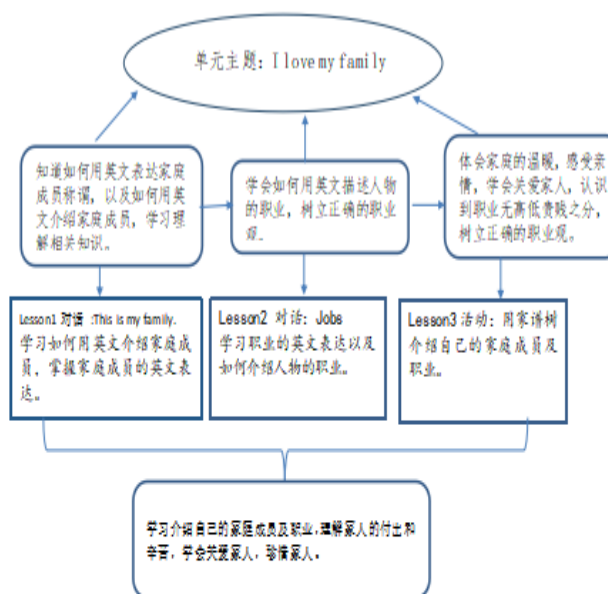 单元主题：I love my family
知道如何用英文表达家庭
成员称谓，以及如何用英
文介绍家庭成员，学习理
解相关知识。
学会如何用英文描述人物
的职业，树立正确的职业
观。
体会家庭的温暖，感受亲
情，学会关爱家人，认识
到职业无高低贵贱之分，
树立正确的职业观。
Lesson1 对话 :This is my family.
学习如何用英文介绍家庭成
员，掌握家庭成员的英文表
达。
Lesson2 对话：Jobs
学习职业的英文表达以及
如何介绍人物的职业。
Lesson3 活动：用家谱树
介绍自己的家庭成员及
职业。
学习介绍自己的家庭成员及职业，理解家人的付出和
辛苦，学会关爱家人，珍惜家人。